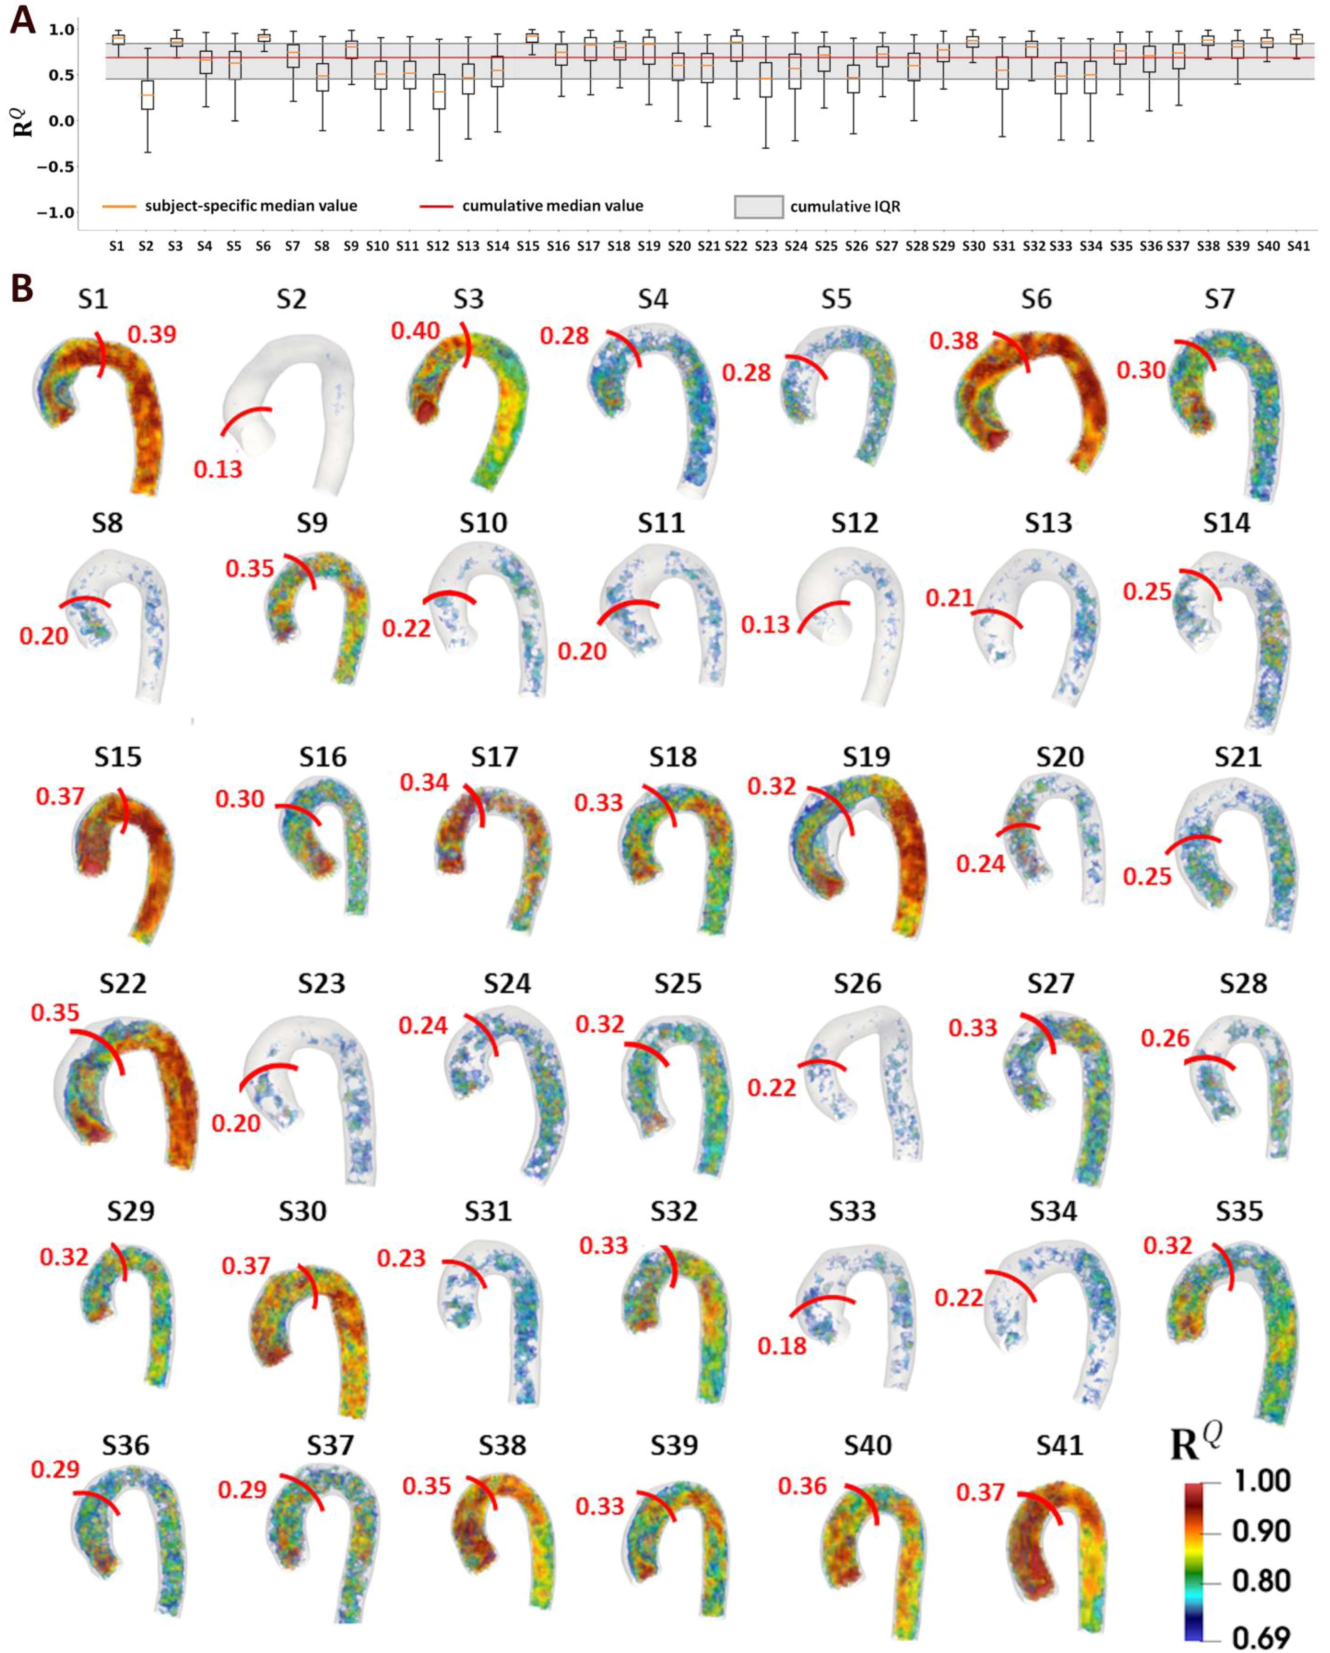 A
1.0
0.5
0.0
−0.5
−1.0
R^Q
subject-specific median value cumulative median value cumulative IQR
S1 S2 S3 S4 S5 S6 S7 S8 S9 S10 S11 S12 S13 S14 S15 S16 S17 S18 S19 S20 S21 S22 S23 S24 S25 S26 S27 S28 S29 S30 S31 S32 S33 S34 S35 S36 S37 S38 S39 S40 S41
B
S1 S2 S3 S4 S5 S6 S7
0.39 0.13 0.40 0.28 0.28 0.38 0.30
S8 S9 S10 S11 S12 S13 S14
0.20 0.35 0.22 0.20 0.13 0.21 0.25
S15 S16 S17 S18 S19 S20 S21
0.37 0.30 0.34 0.33 0.32 0.24 0.25
S22 S23 S24 S25 S26 S27 S28
0.35 0.20 0.24 0.32 0.22 0.33 0.26
S29 S30 S31 S32 S33 S34 S35
0.32 0.37 0.23 0.33 0.18 0.22 0.32
S36 S37 S38 S39 S40 S41
0.29 0.29 0.35 0.33 0.36 0.37
R^Q
1.00
0.90
0.80
0.69